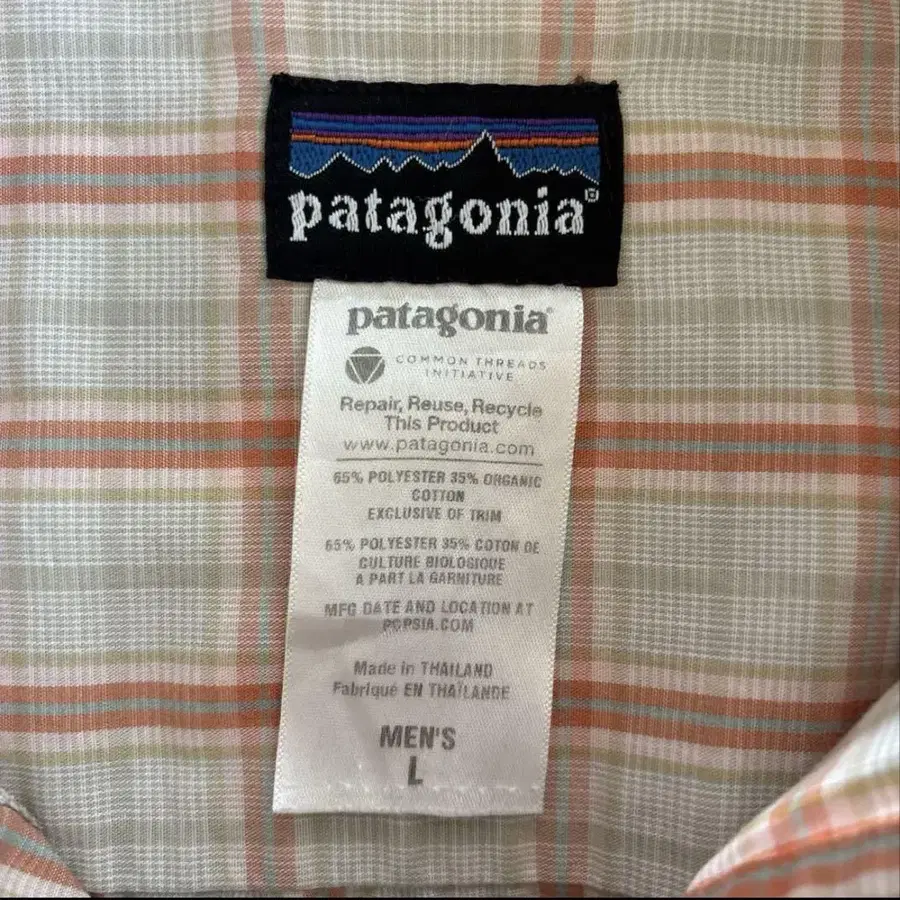 patagonia®
patagonia®
COMMON THREADS
INITIATIVE
Repair, Reuse, Recycle
This Product
www.patagonia.com
65% POLYESTER 35% ORGANIC
COTTON
EXCLUSIVE OF TRIM
65% POLYESTER 35% COTON DE
CULTURE BIOLOGIQUE
A PART LA GARNITURE
MFG DATE AND LOCATION AT
PCPSIA.COM
Made in THAILAND
Fabriqué EN THAÏLANDE
MEN'S
L